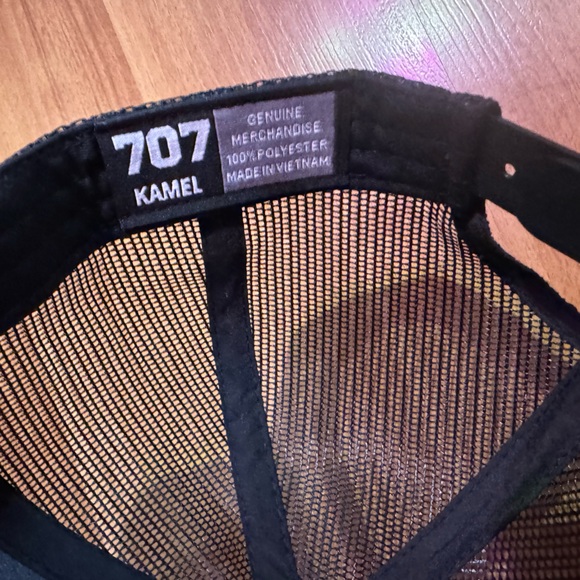 707
KAMEL
GENUINE
MERCHANDISE
100% POLYESTER
MADE IN VIETNAM